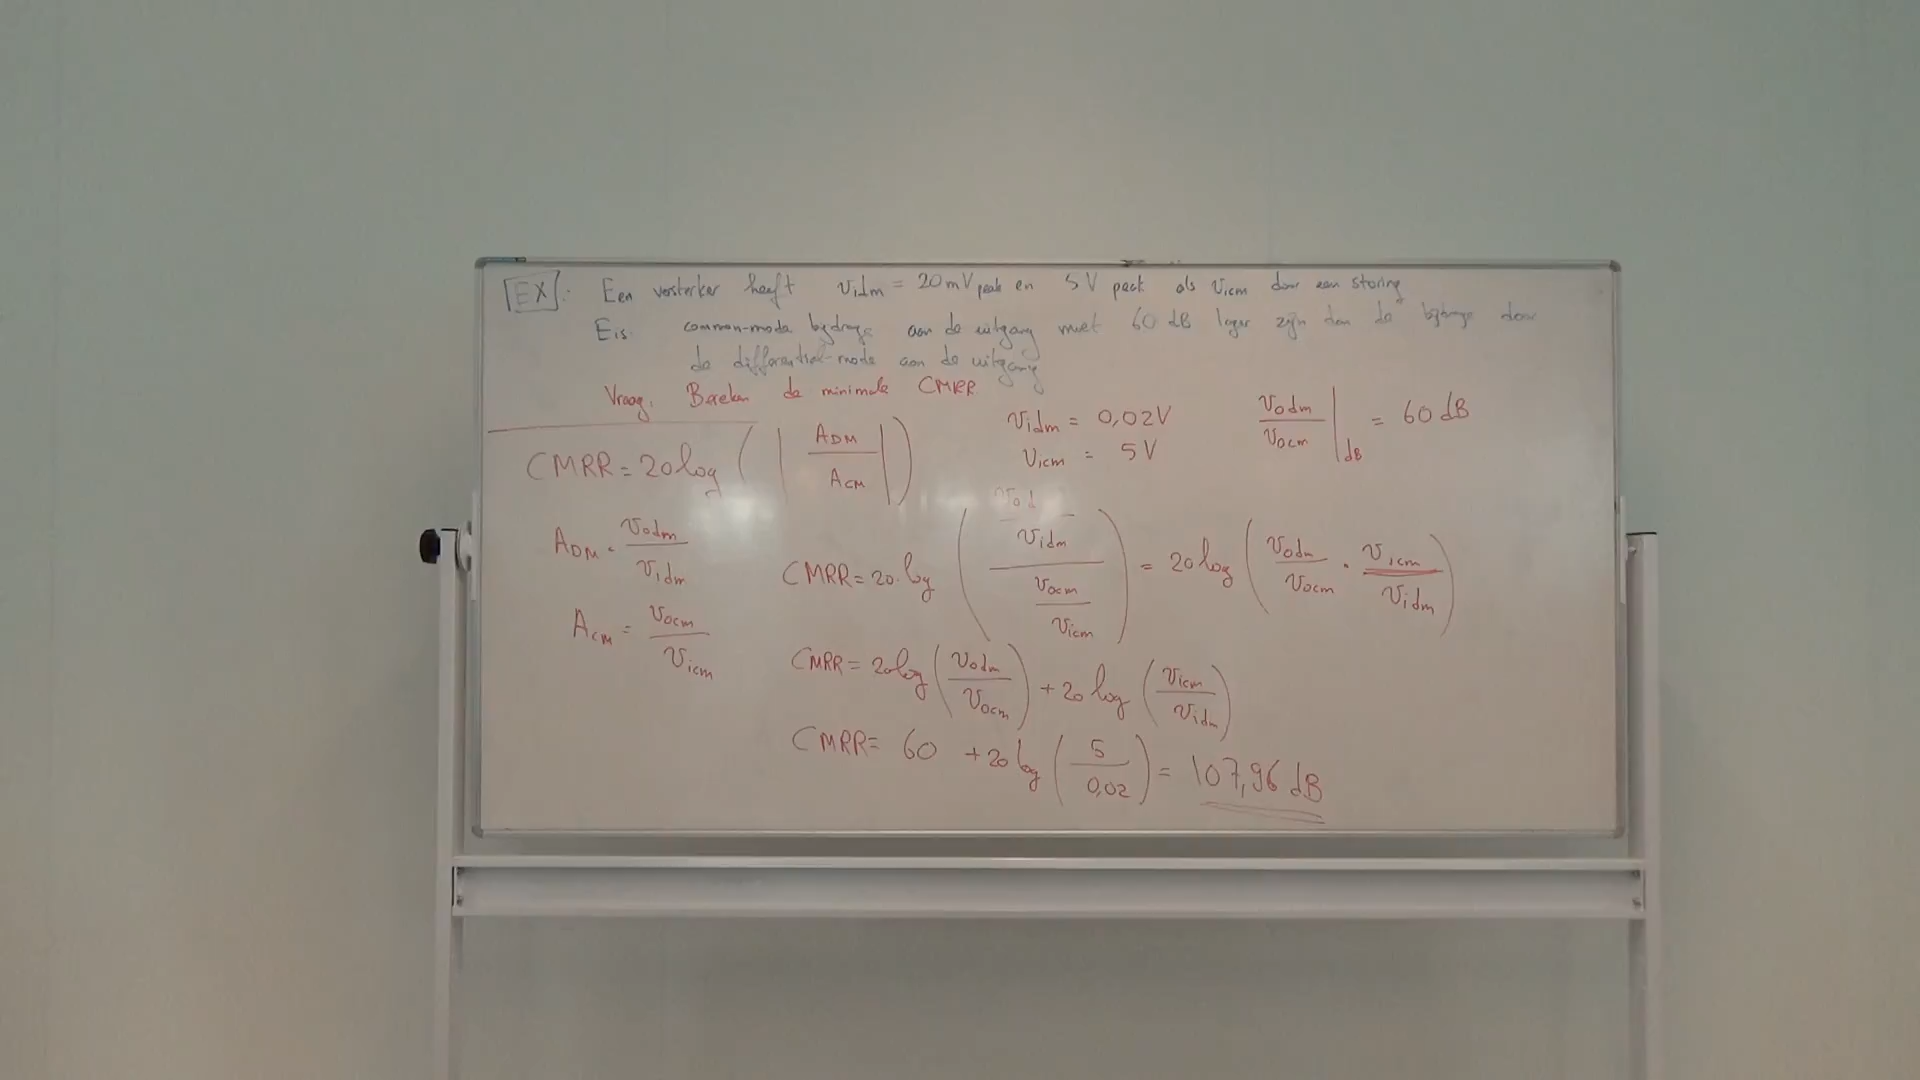 [EX]: Een versterker heeft vidm = 20 mV peak en 5 V peak als vicm door een storing
Eis: common-mode bijdrage aan de uitgang moet 60 dB lager zijn dan de bijdrage door
de differential-mode aan de uitgang
Vraag: Bereken de minimale CMRR.
CMRR = 20 log (| ADM / ACM |)
vidm = 0,02V
vicm = 5V
vodm / vocm |dB = 60 dB
ADM = vodm / vidm
ACM = vocm / vicm
CMRR = 20. log ( (vod / vidm) / (vocm / vicm) ) = 20 log ( vodm / vocm . vicm / vidm )
CMRR = 20 log ( vodm / vocm ) + 20 log ( vicm / vidm )
CMRR = 60 + 20 log ( 5 / 0,02 ) = 107,96 dB